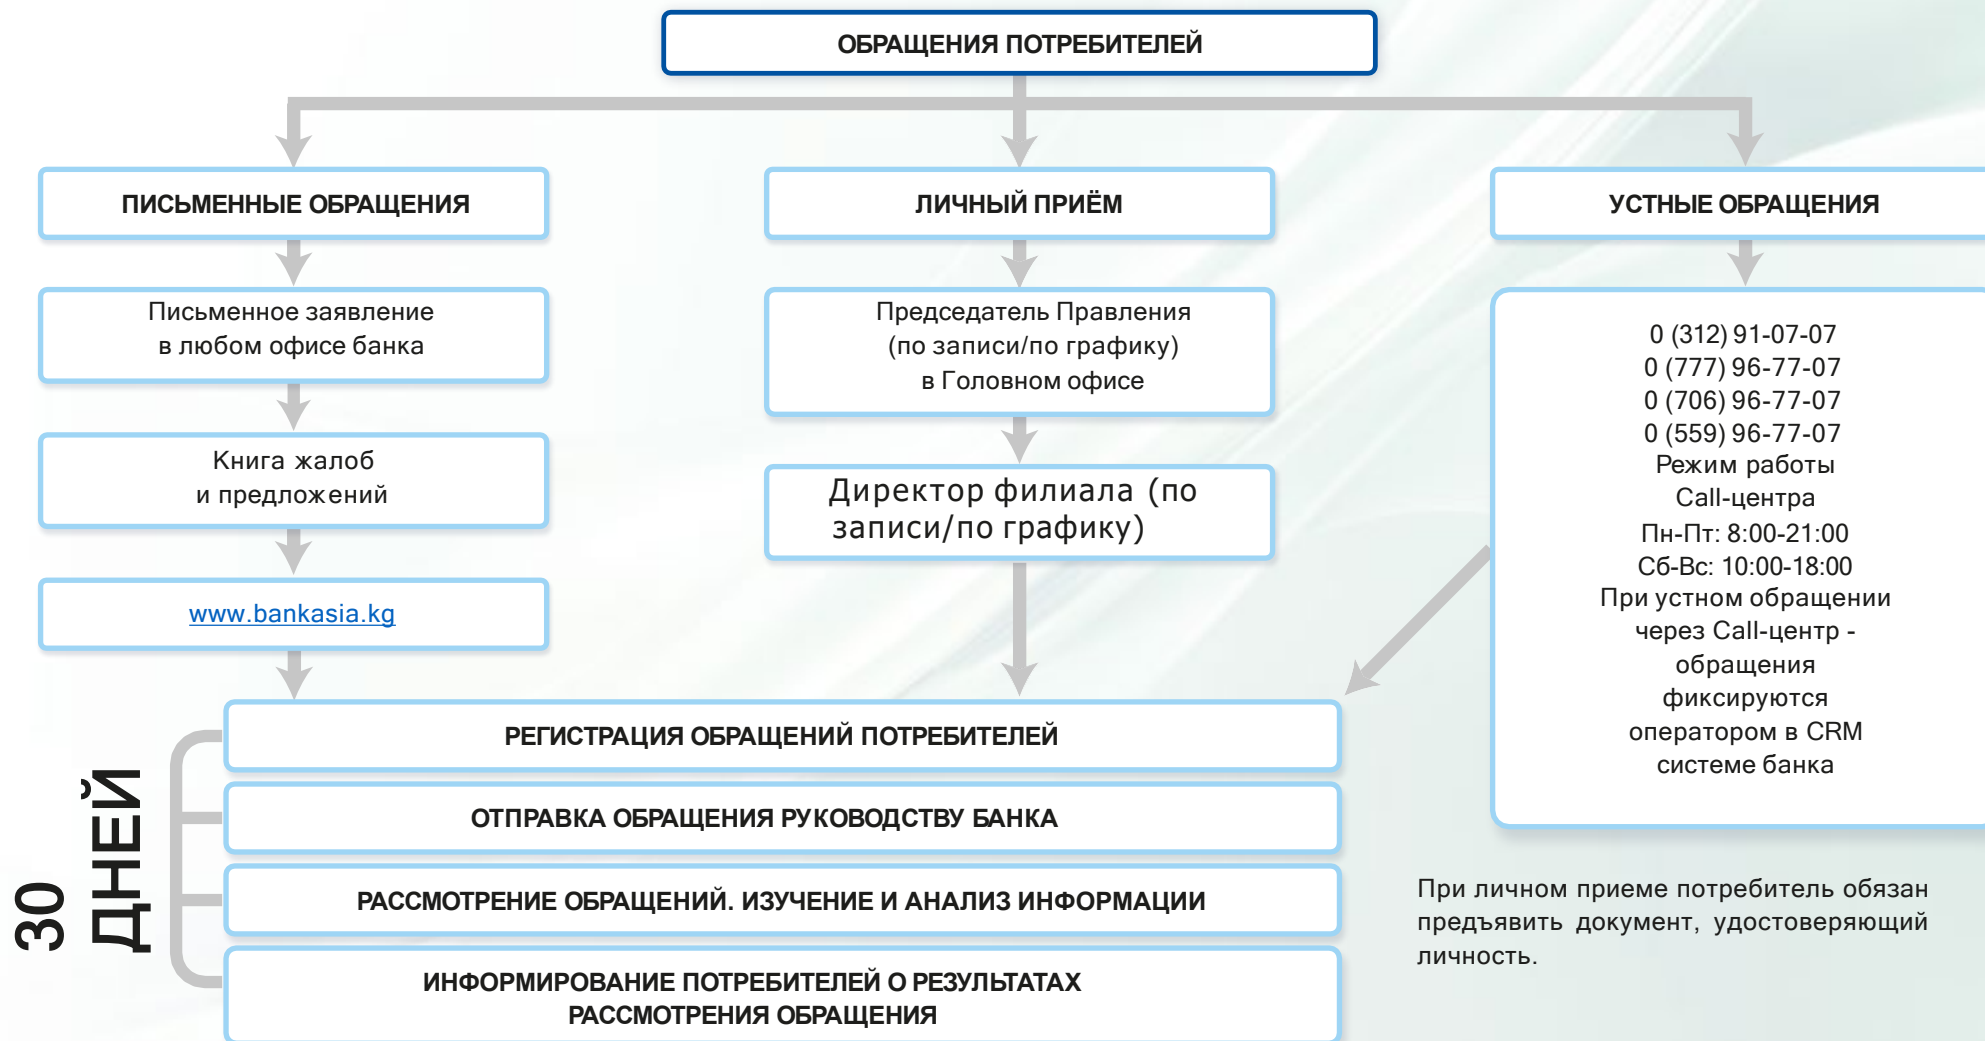 ОБРАЩЕНИЯ ПОТРЕБИТЕЛЕЙ
ПИСЬМЕННЫЕ ОБРАЩЕНИЯ
Письменное заявление
в любом офисе банка
Книга жалоб
и предложений
www.bankasia.kg
ЛИЧНЫЙ ПРИЁМ
Председатель Правления
(по записи/по графику)
в Головном офисе
Директор филиала (по
записи/по графику)
УСТНЫЕ ОБРАЩЕНИЯ
0 (312) 91-07-07
0 (777) 96-77-07
0 (706) 96-77-07
0 (559) 96-77-07
Режим работы
Call-центра
Пн-Пт: 8:00-21:00
Сб-Вс: 10:00-18:00
При устном обращении
через Call-центр -
обращения
фиксируются
оператором в CRM
системе банка
30
ДНЕЙ
РЕГИСТРАЦИЯ ОБРАЩЕНИЙ ПОТРЕБИТЕЛЕЙ
ОТПРАВКА ОБРАЩЕНИЯ РУКОВОДСТВУ БАНКА
РАССМОТРЕНИЕ ОБРАЩЕНИЙ. ИЗУЧЕНИЕ И АНАЛИЗ ИНФОРМАЦИИ
ИНФОРМИРОВАНИЕ ПОТРЕБИТЕЛЕЙ О РЕЗУЛЬТАТАХ
РАССМОТРЕНИЯ ОБРАЩЕНИЯ
При личном приеме потребитель обязан
предъявить документ, удостоверяющий
личность.